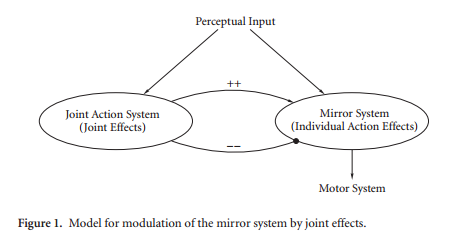 Perceptual Input
++
Joint Action System
(Joint Effects)
Mirror System
(Individual Action Effects)
--
Motor System
Figure 1. Model for modulation of the mirror system by joint effects.